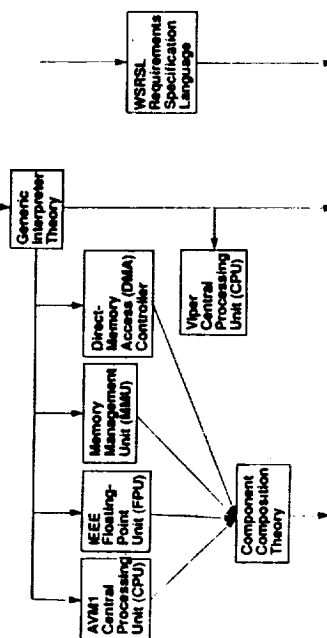 WSRSL
Requirements
Specification
Language
Generic
Interpreter
Theory
Direct-
Memory
Access (DMA)
Controller
Viper Central
Processing
Unit (CPU)
Memory
Management
Unit (MMU)
IEEE
Floating-
Point
Unit (FPU)
AVM1
Central
Processing
Unit (CPU)
Component
Composition
Theory